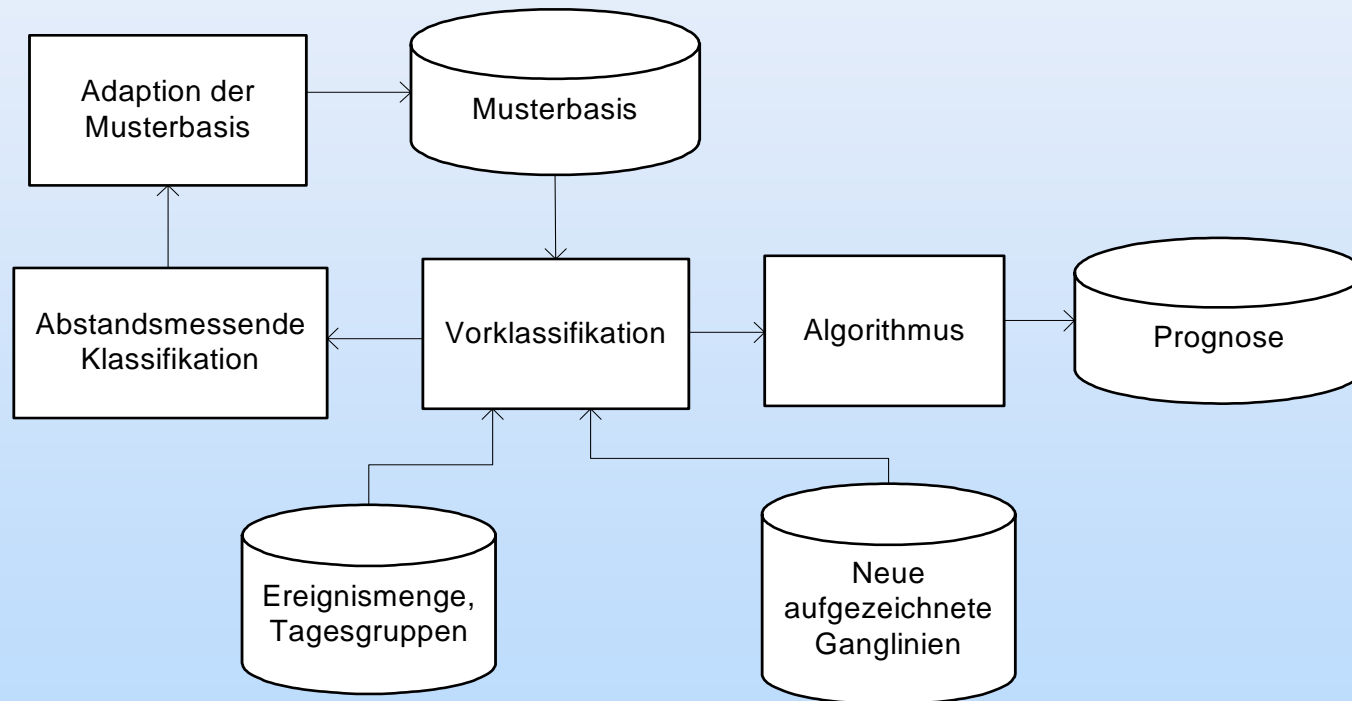 Adaption der
Musterbasis
Musterbasis
Abstandsmessende
Klassifikation
Vorklassifikation
Algorithmus
Prognose
Ereignismenge,
Tagesgruppen
Neue
aufgezeichnete
Ganglinien